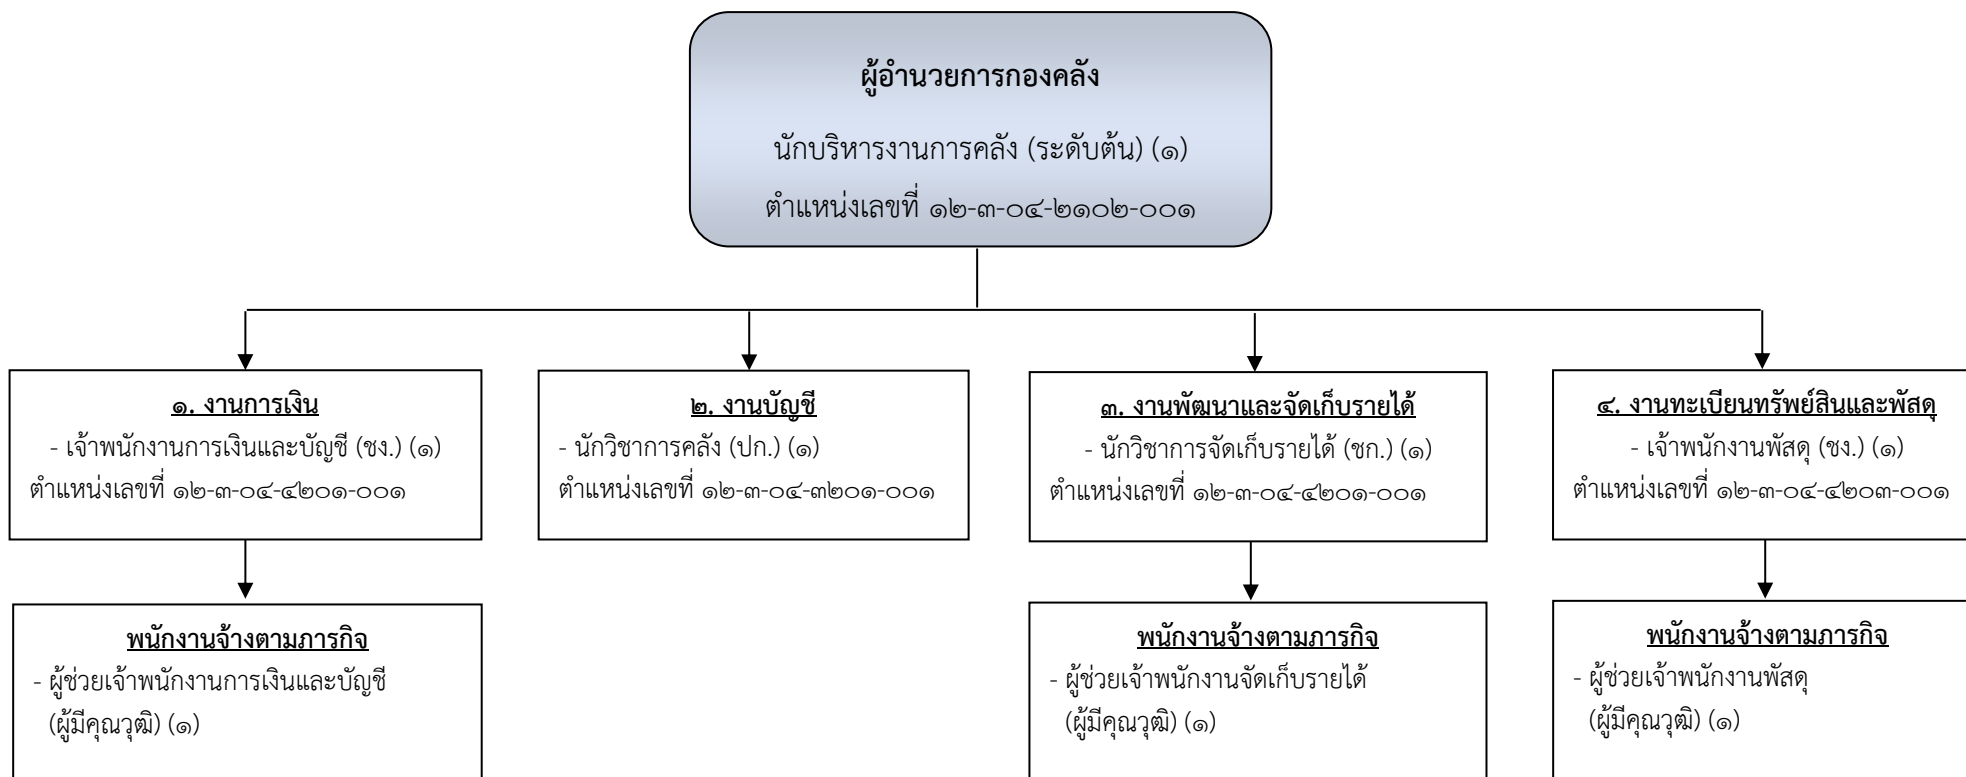 ผู้อำนวยการกองคลัง
นักบริหารงานการคลัง (ระดับต้น) (๑)
ตำแหน่งเลขที่ ๑๒-๓-๐๔-๒๑๐๒-๐๐๑
๑. งานการเงิน
- เจ้าพนักงานการเงินและบัญชี (ชง.) (๑)
ตำแหน่งเลขที่ ๑๒-๓-๐๔-๔๒๐๑-๐๐๑
๒. งานบัญชี
- นักวิชาการคลัง (ปก.) (๑)
ตำแหน่งเลขที่ ๑๒-๓-๐๔-๓๒๐๑-๐๐๑
๓. งานพัฒนาและจัดเก็บรายได้
- นักวิชาการจัดเก็บรายได้ (ชก.) (๑)
ตำแหน่งเลขที่ ๑๒-๓-๐๔-๔๒๐๑-๐๐๑
๔. งานทะเบียนทรัพย์สินและพัสดุ
- เจ้าพนักงานพัสดุ (ชง.) (๑)
ตำแหน่งเลขที่ ๑๒-๓-๐๔-๔๒๐๓-๐๐๑
พนักงานจ้างตามภารกิจ
- ผู้ช่วยเจ้าพนักงานการเงินและบัญชี
(ผู้มีคุณวุฒิ) (๑)
พนักงานจ้างตามภารกิจ
- ผู้ช่วยเจ้าพนักงานจัดเก็บรายได้
(ผู้มีคุณวุฒิ) (๑)
พนักงานจ้างตามภารกิจ
- ผู้ช่วยเจ้าพนักงานพัสดุ
(ผู้มีคุณวุฒิ) (๑)